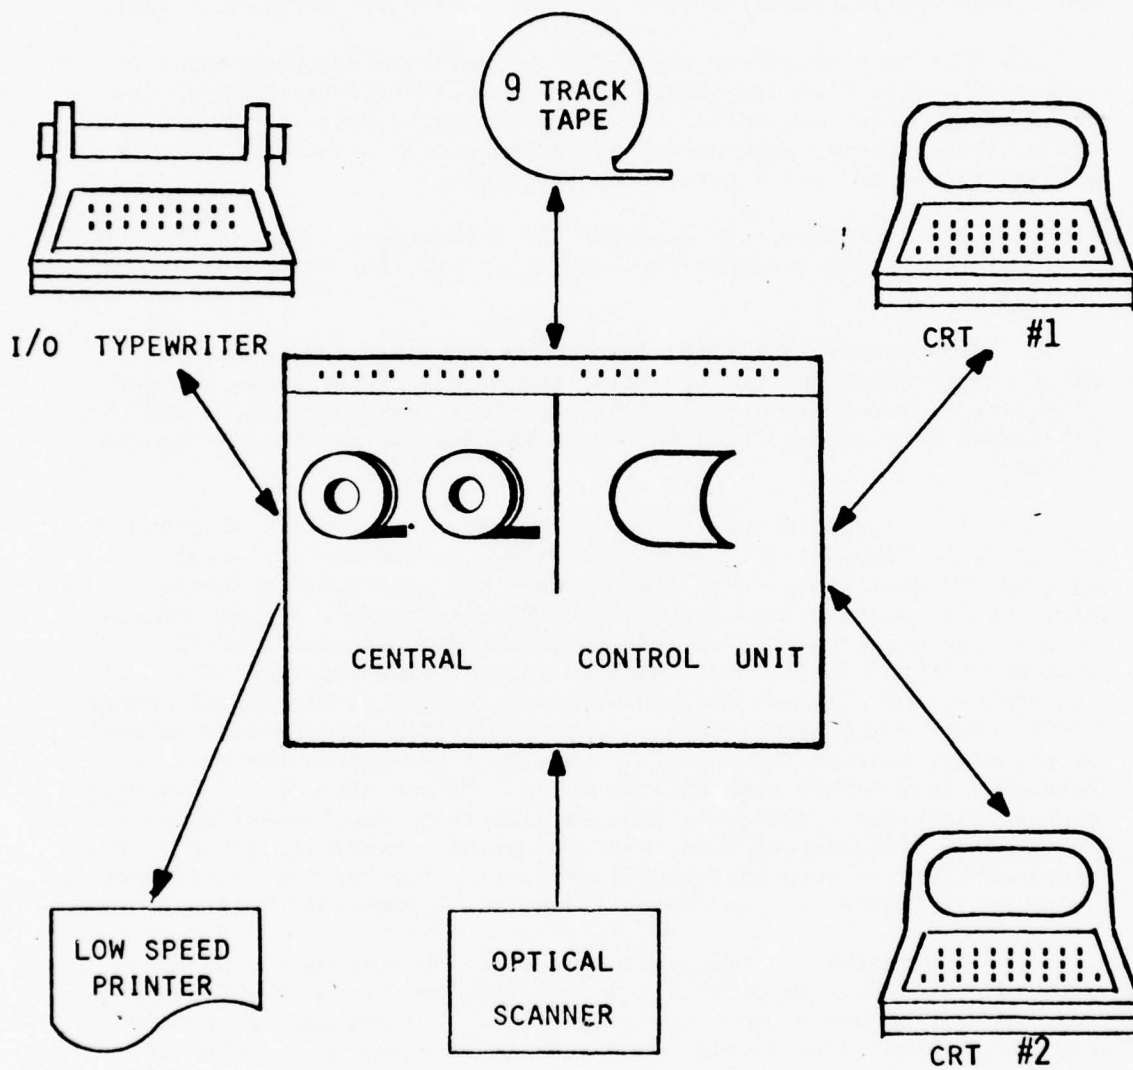 9 TRACK
TAPE
I/O TYPEWRITER
CRT #1
CENTRAL CONTROL UNIT
LOW SPEED
PRINTER
OPTICAL
SCANNER
CRT #2